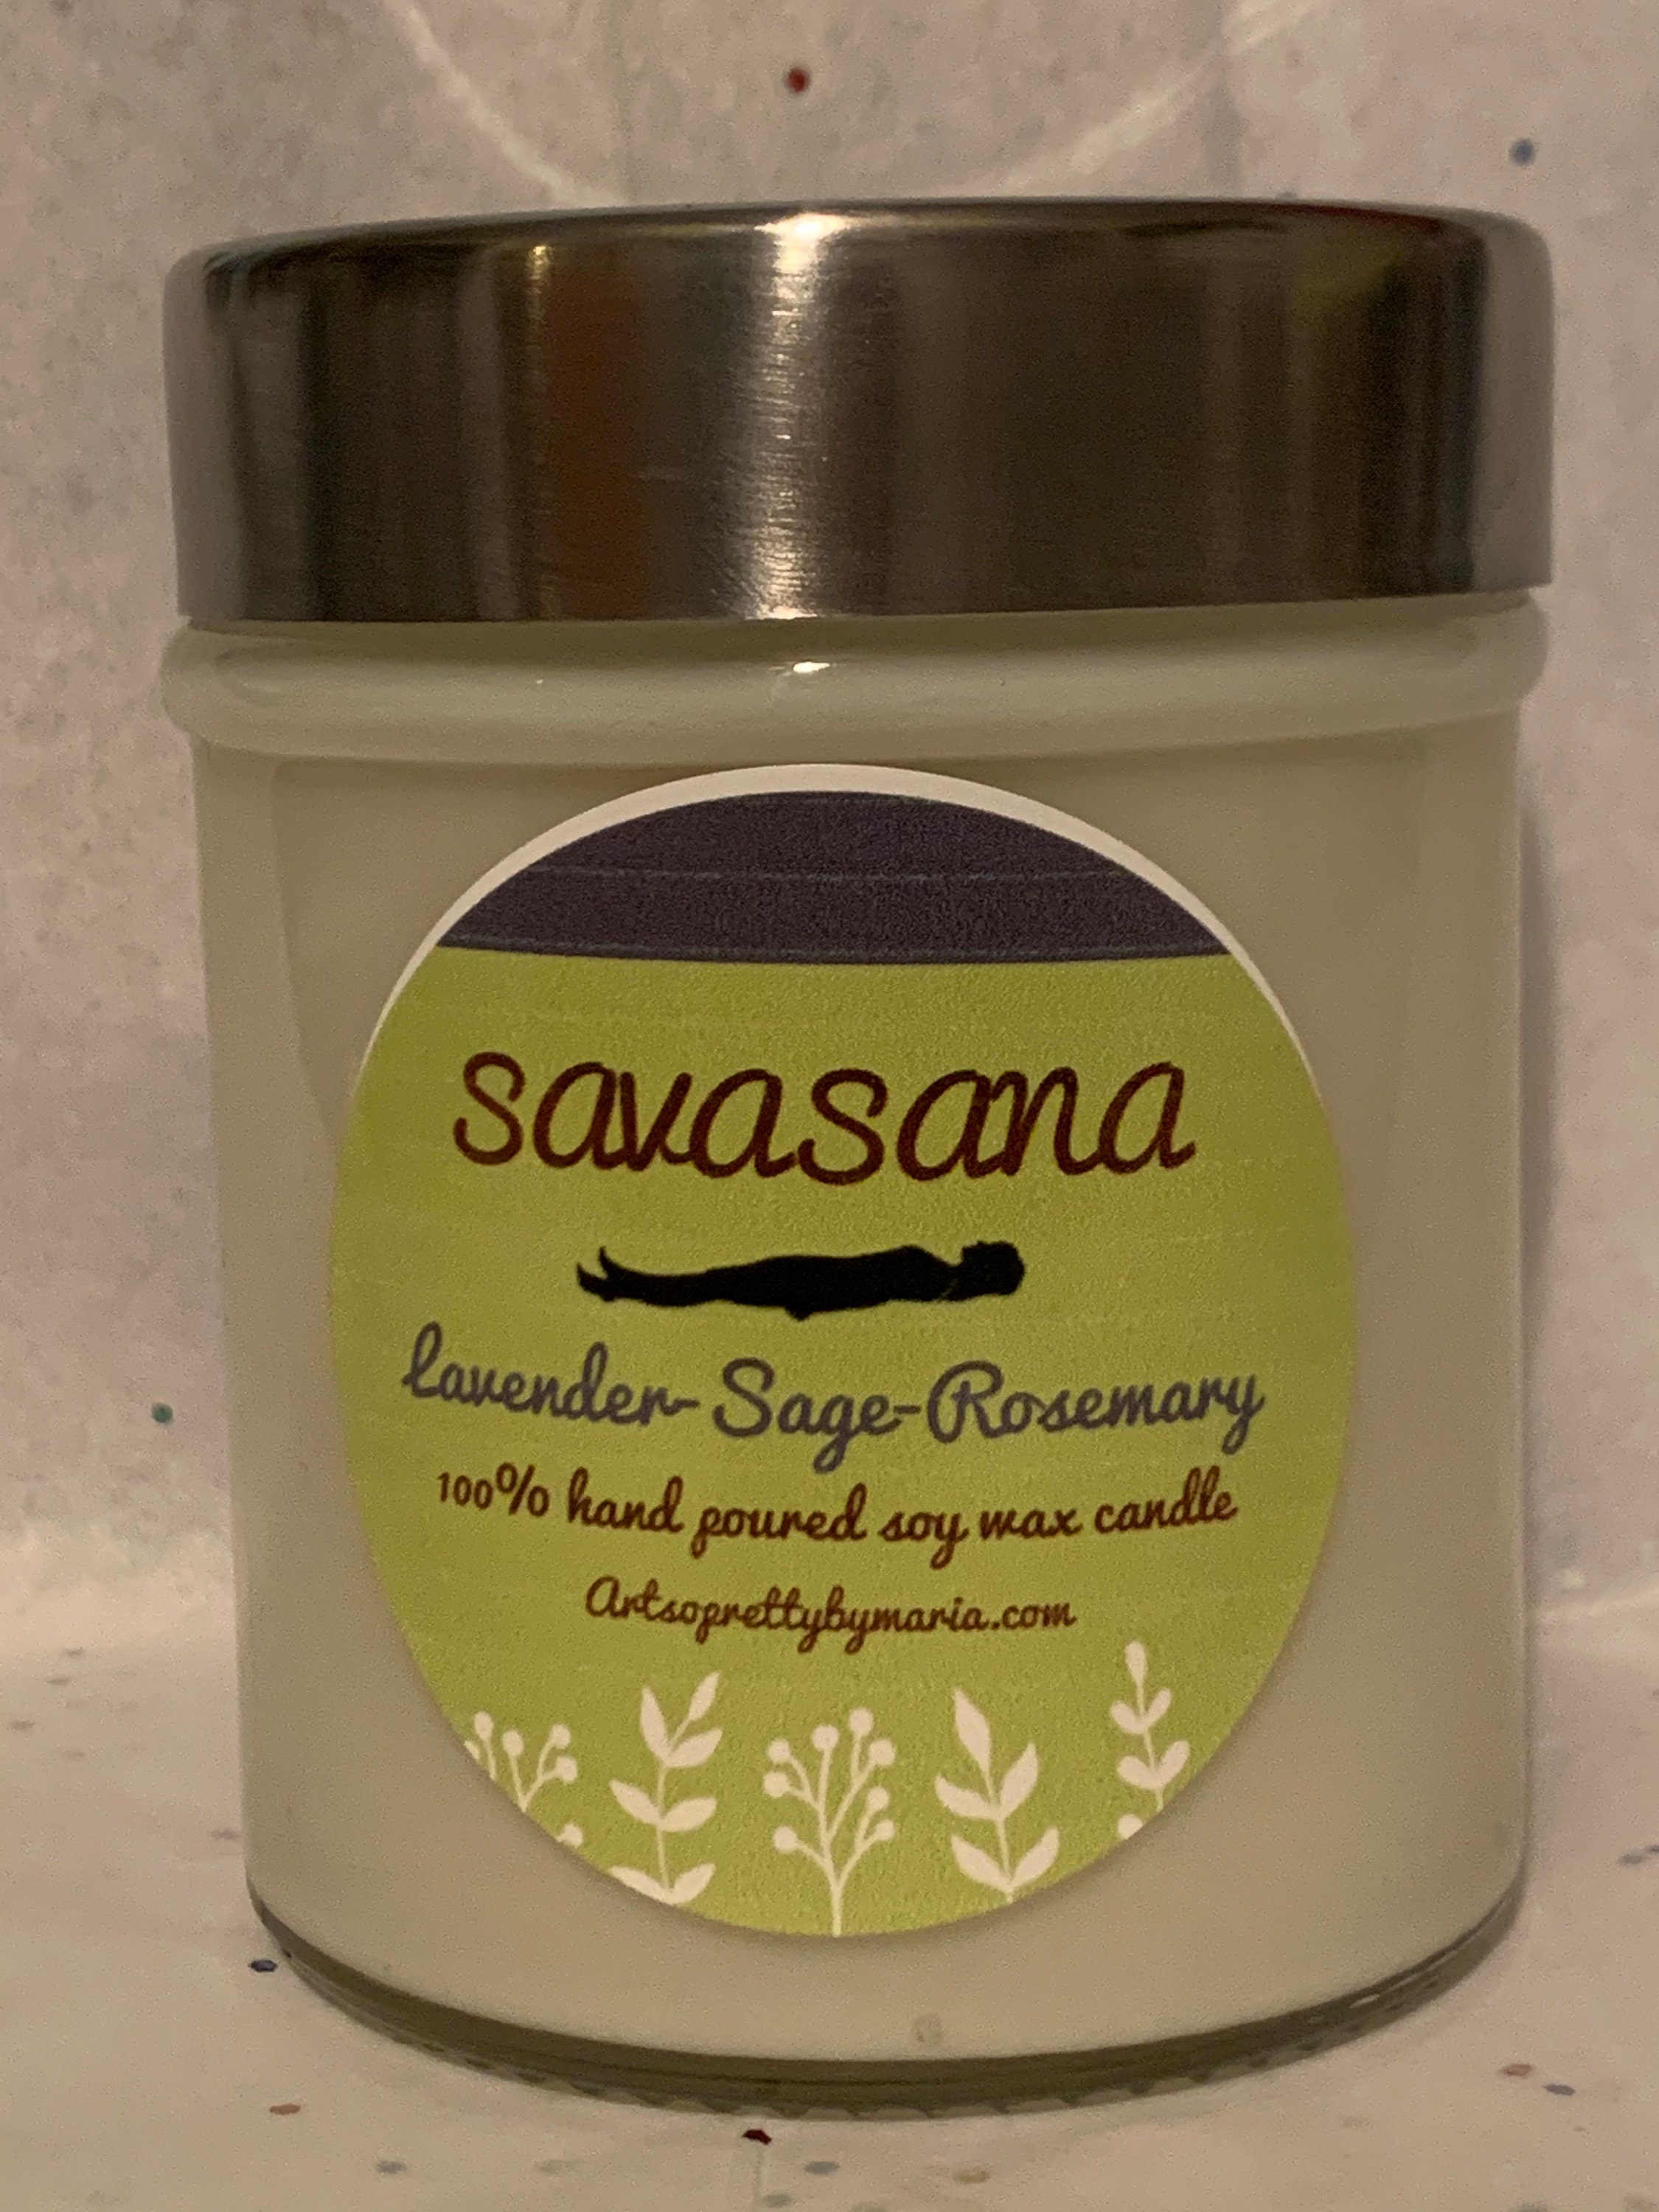 savasana
lavender-Sage-Rosemary
100% hand poured soy wax candle
Artsoprettybymaria.com